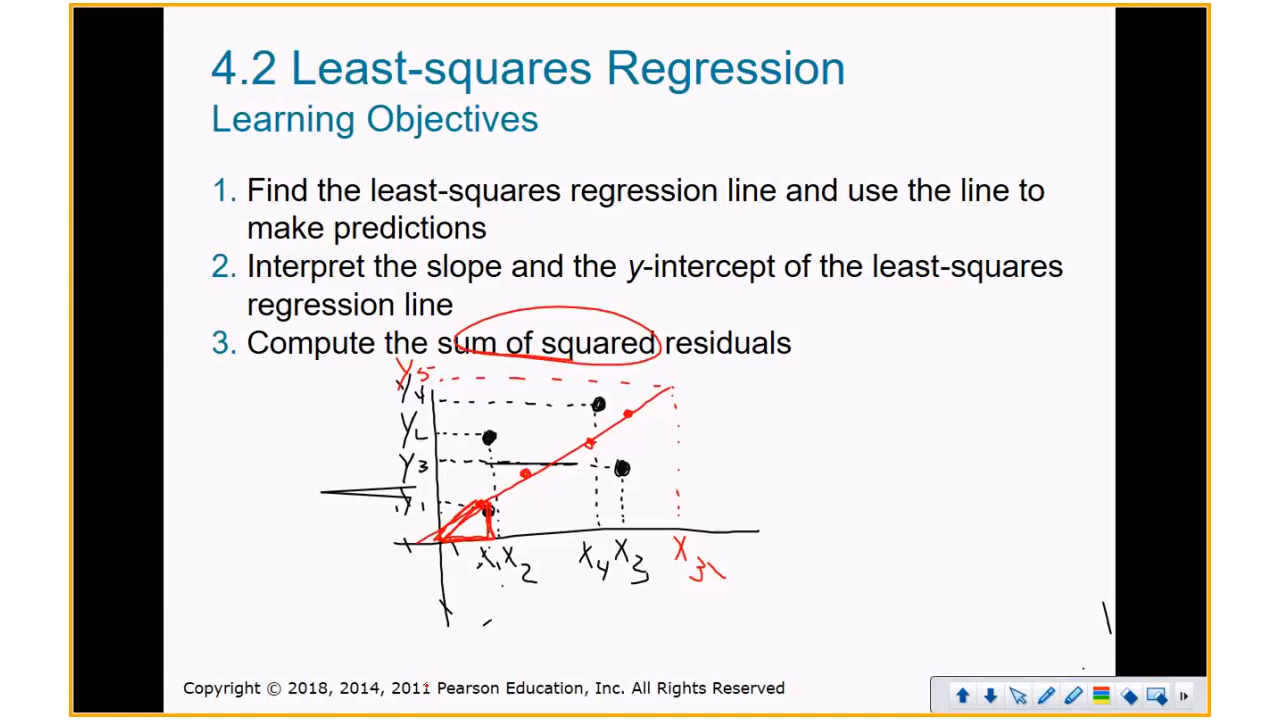 4.2 Least-squares Regression
Learning Objectives
1. Find the least-squares regression line and use the line to
make predictions
2. Interpret the slope and the y-intercept of the least-squares
regression line
3. Compute the sum of squared residuals
y5
y4
y2
y3
y1
x1 x2 x4 x3 x
Copyright © 2018, 2014, 2011 Pearson Education, Inc. All Rights Reserved